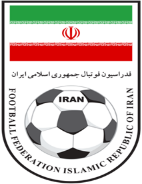 فدراسیون فوتبال جمهوری اسلامی ایران
IRAN
FOOTBALL FEDERATION ISLAMIC REPUBLIC OF IRAN